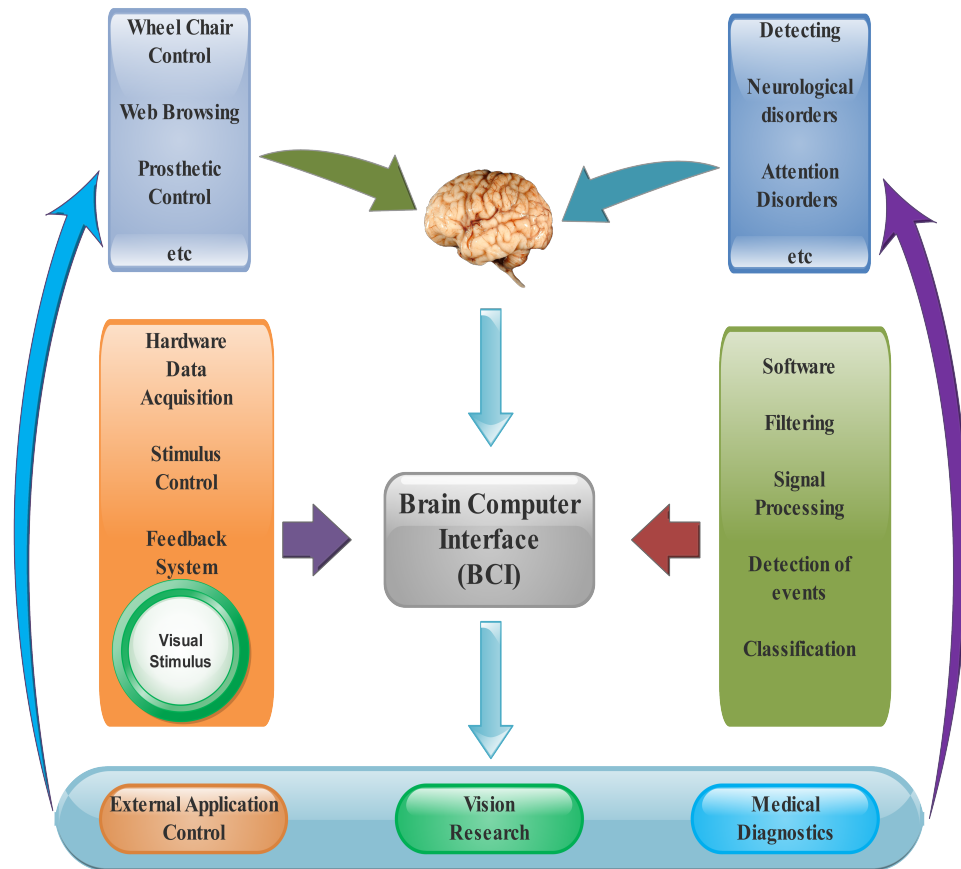 Wheel Chair
Control
Web Browsing
Prosthetic
Control
etc
Detecting
Neurological
disorders
Attention
Disorders
etc
Hardware
Data
Acquisition
Stimulus
Control
Feedback
System
Visual
Stimulus
Brain Computer
Interface
(BCI)
Software
Filtering
Signal
Processing
Detection of
events
Classification
External Application
Control
Vision
Research
Medical
Diagnostics